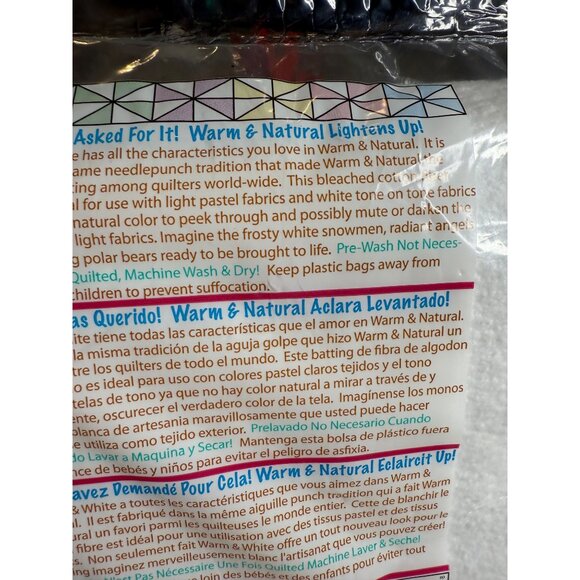 Asked For It! Warm & Natural Lightens Up!
e has all the characteristics you love in Warm & Natural. It is
ame needlepunch tradition that made Warm & Natural the
ing among quilters world-wide. This bleached cotton
al for use with light pastel fabrics and white tone on tone fabrics
natural color to peek through and possibly mute or darken the
light fabrics. Imagine the frosty white snowmen, radiant angels
g polar bears ready to be brought to life. Pre-Wash Not Neces-
Quilted, Machine Wash & Dry! Keep plastic bags away from
children to prevent suffocation.
as Querido! Warm & Natural Aclara Levantado!
ite tiene todas las características que el amor en Warm & Natural.
la misma tradición de la aguja golpe que hizo Warm & Natural un
tre los quilters de todo el mundo. Este batting de fibra de algodon
o es ideal para uso con colores pastel claros tejidos y el tono
telas de tono ya que no hay color natural a mirar a través de y
ente, oscurecer el verdadero color de la tela. Imagínense los monos
blanca de artesania maravillosamente que usted puede hacer
e utiliza como tejido exterior. Prelavado No Necesario Cuando
do Lavar a Maquina y Secar! Mantenga esta bolsa de plástico fuera
nce de bebés y niños para evitar el peligro de asfixia.
avez Demandé Pour Cela! Warm & Natural Eclaircit Up!
& White a toutes les caractéristiques que vous aimez dans Warm &
l. Il est fabriqué dans la même aiguille punch tradition qui a fait Warm
ral un favori parmi les quilteuses le monde entier. Cette de blanchir le
fibre est idéal pour une utilisation avec des tissus pastel et des tissus
s. Non seulement fait Warm & White offre un tout nouveau look pour le
ng imaginez merveilleusement blanc l'artisanat que vous pouvez créer!
n'est Pas Nécessaire Une Fois Quilted Machine Laver & Seche!
loin des bébés et des enfants pour éviter tout